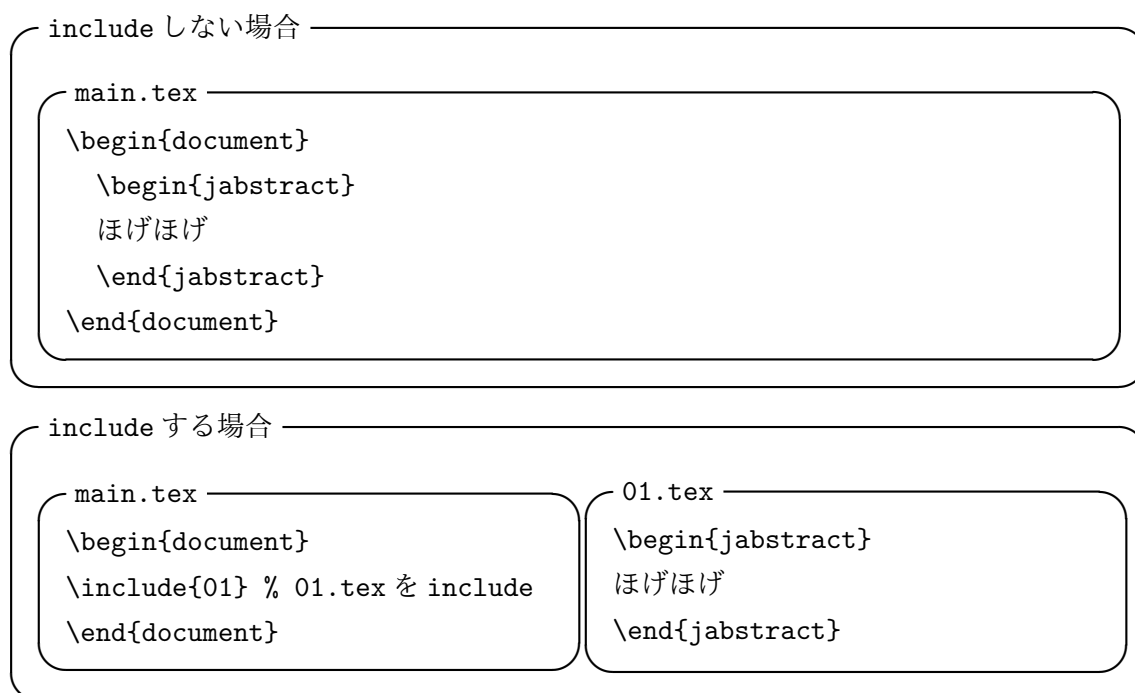 include しない場合
main.tex
\begin{document}
\begin{jabstract}
ほげほげ
\end{jabstract}
\end{document}
include する場合
main.tex
\begin{document}
\include{01} % 01.tex を include
\end{document}
01.tex
\begin{jabstract}
ほげほげ
\end{jabstract}